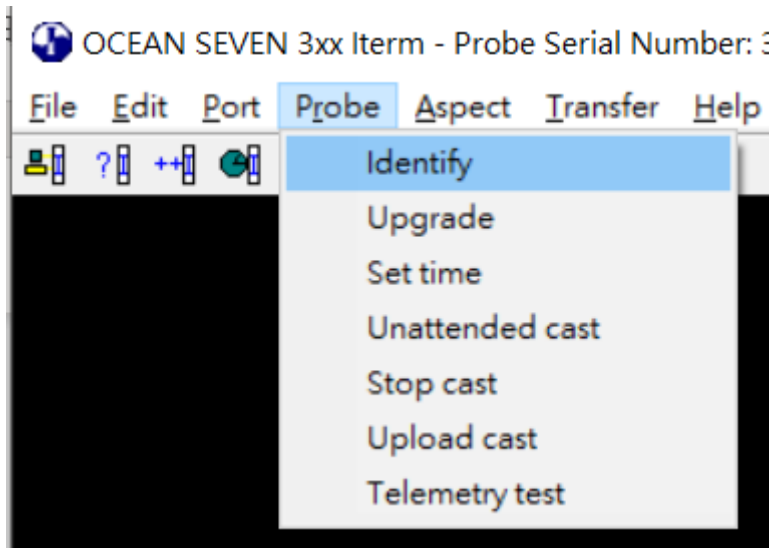 OCEAN SEVEN 3xx Iterm - Probe Serial Number: 3
File Edit Port Probe Aspect Transfer Help
Identify
Upgrade
Set time
Unattended cast
Stop cast
Upload cast
Telemetry test